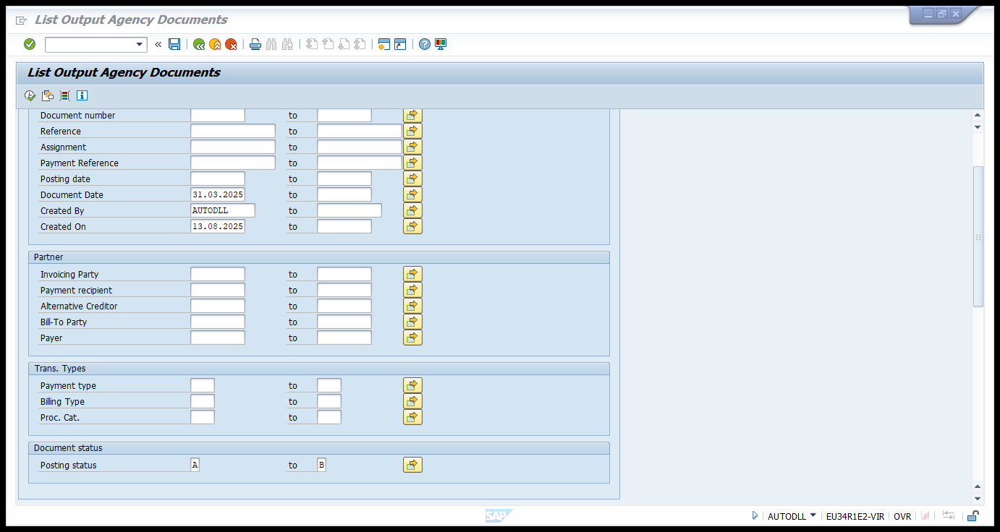 List Output Agency Documents
List Output Agency Documents
Document number to
Reference to
Assignment to
Payment Reference to
Posting date to
Document Date 31.03.2025 to
Created By AUTODLL to
Created On 13.08.2025 to
Partner
Invoicing Party to
Payment recipient to
Alternative Creditor to
Bill-To Party to
Payer to
Trans. Types
Payment type to
Billing Type to
Proc. Cat. to
Document status
Posting status A to B
SAP AUTODLL EU34R1E2-VIR OVR